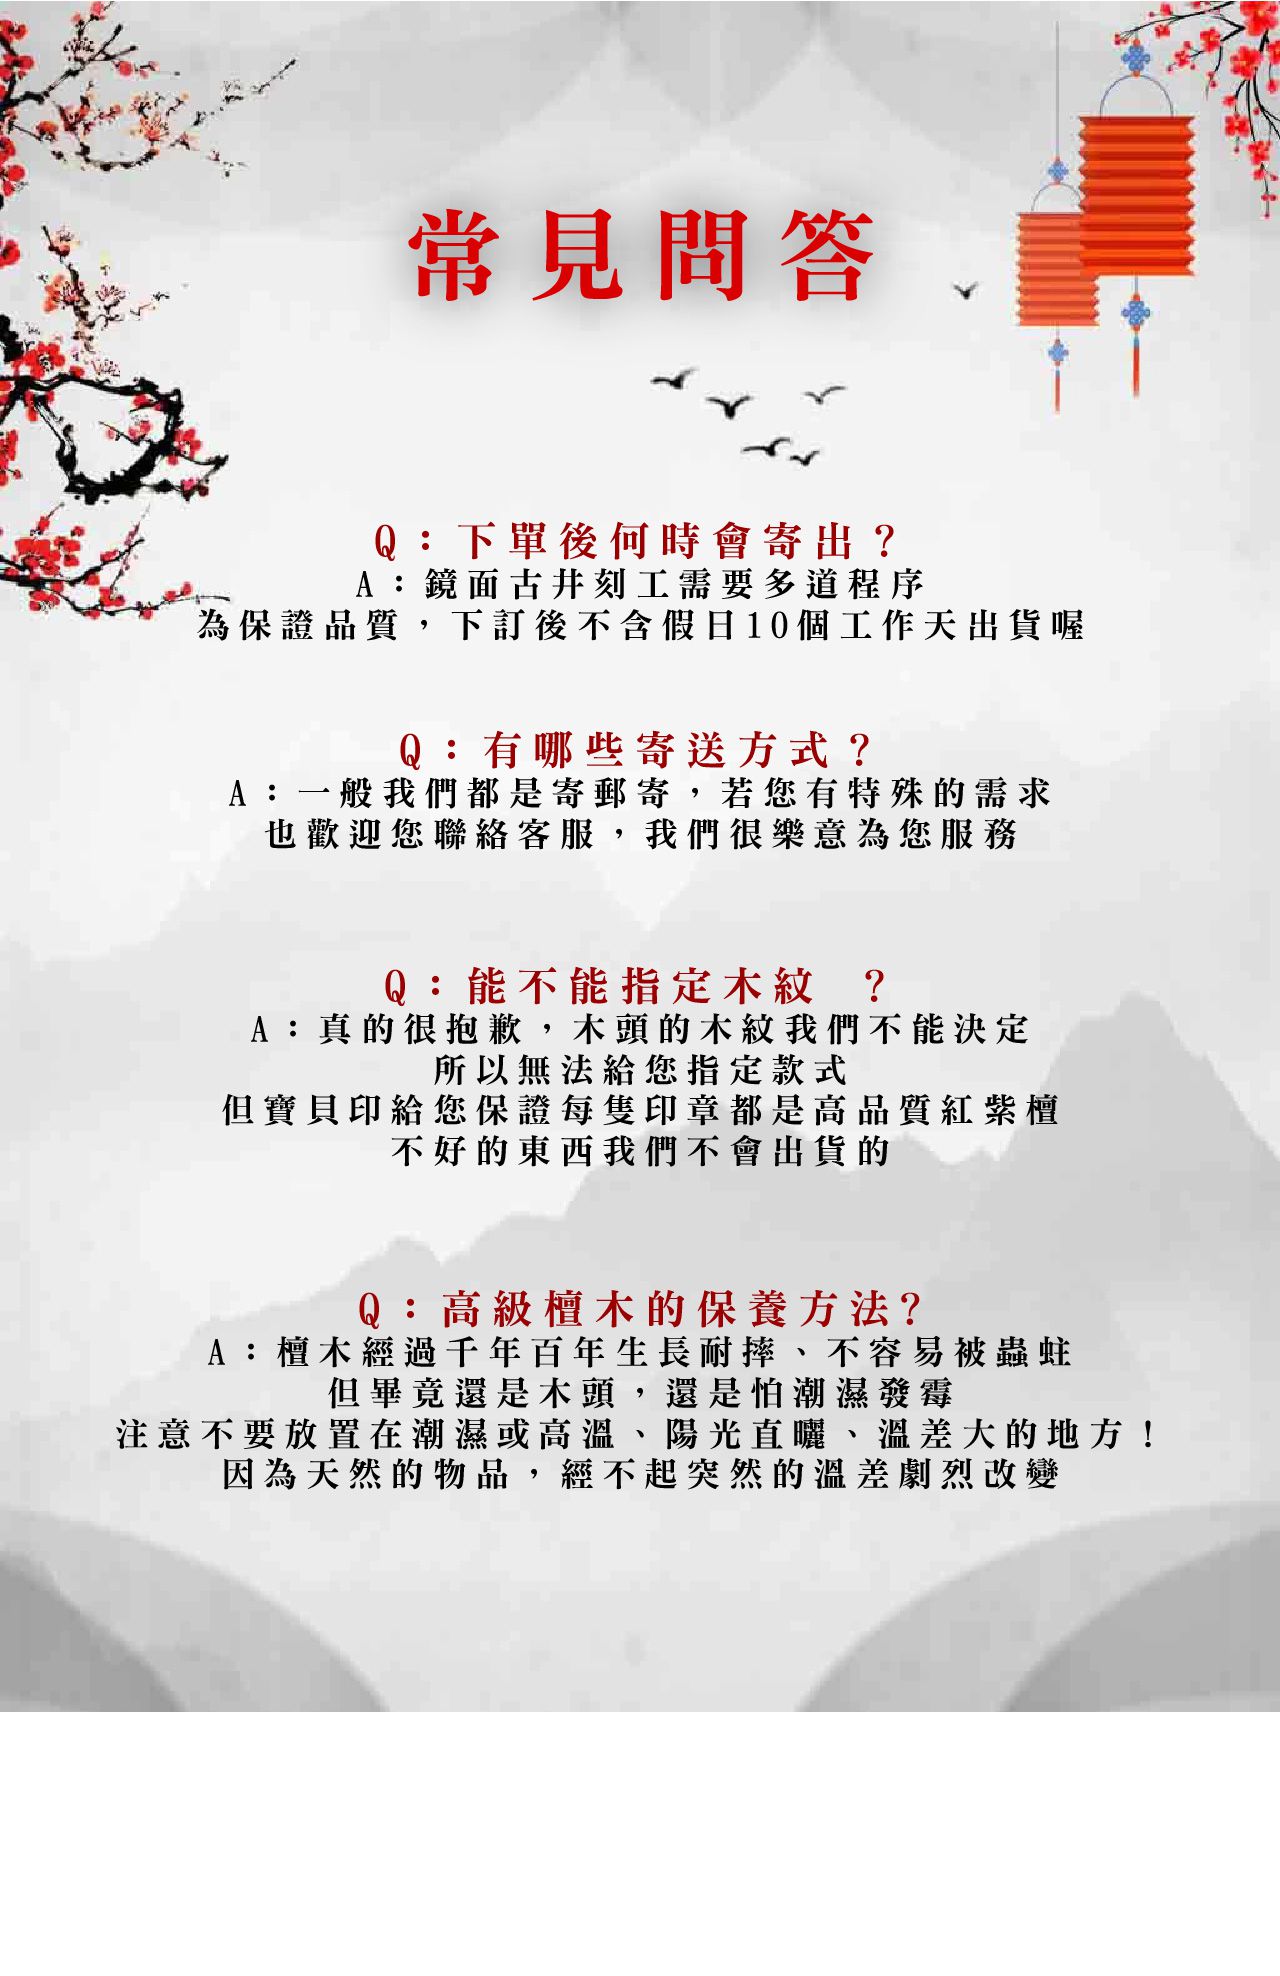 常見問答
Q：下單後何時會寄出？
A：鏡面古井刻工需要多道程序
為保證品質，下訂後不含假日10個工作天出貨喔
Q：有哪些寄送方式？
A：一般我們都是寄郵寄，若您有特殊的需求
也歡迎您聯絡客服，我們很樂意為您服務
Q：能不能指定木紋 ？
A：真的很抱歉，木頭的木紋我們不能決定
所以無法給您指定款式
但寶貝印給您保證每隻印章都是高品質紅紫檀
不好的東西我們不會出貨的
Q：高級檀木的保養方法?
A：檀木經過千年百年生長耐摔、不容易被蟲蛀
但畢竟還是木頭，還是怕潮濕發霉
注意不要放置在潮濕或高溫、陽光直曬、溫差大的地方！
因為天然的物品，經不起突然的溫差劇烈改變